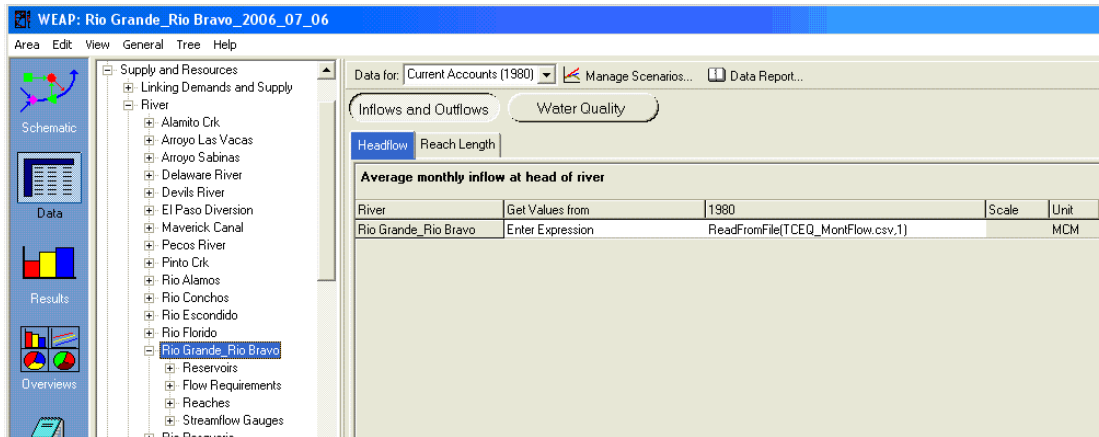 WEAP: Rio Grande_Rio Bravo_2006_07_06
Area Edit View General Tree Help
Schematic
Data
Results
Overviews
Supply and Resources
Linking Demands and Supply
River
Alamito Crk
Arroyo Las Vacas
Arroyo Sabinas
Delaware River
Devils River
El Paso Diversion
Maverick Canal
Pecos River
Pinto Crk
Rio Alamos
Rio Conchos
Rio Escondido
Rio Florido
Rio Grande_Rio Bravo
Reservoirs
Flow Requirements
Reaches
Streamflow Gauges
Data for: Current Accounts (1980) Manage Scenarios... Data Report...
Inflows and Outflows Water Quality
Headflow Reach Length
Average monthly inflow at head of river
River Get Values from 1980 Scale Unit
Rio Grande_Rio Bravo Enter Expression ReadFromFile(TCEQ_MontFlow.csv,1) MCM